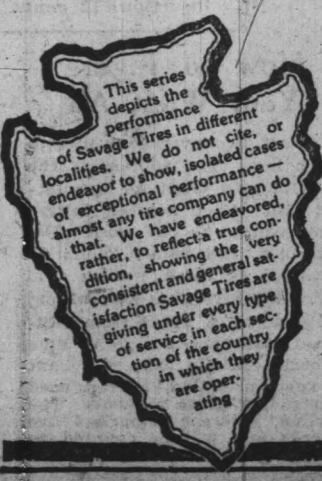 This series
depicts the
performance
of Savage Tires in different
localities. We do not cite, or
endeavor to show, isolated cases
of exceptional performance —
almost any tire company can do
that. We have endeavored,
rather, to reflect a true con-
dition, showing the very
consistent and general sat-
isfaction Savage Tires are
giving under every type
of service in each sec-
tion of the country
in which they
are oper-
ating